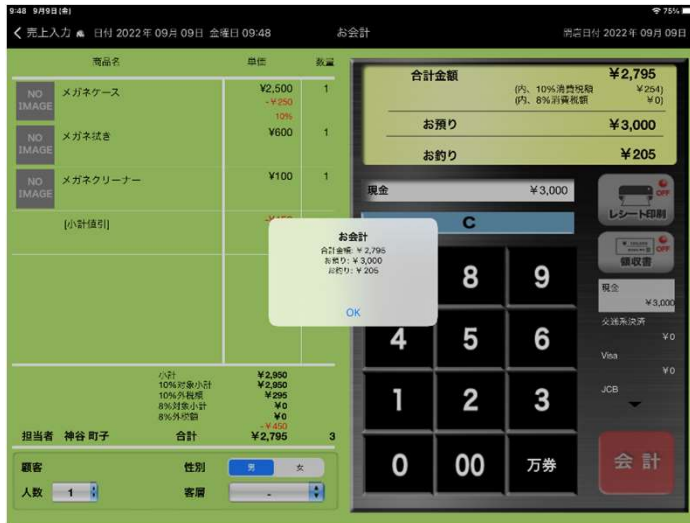 9:48 9月9日(金)
75%
売上入力
日付 2022年 09月 09日 金曜日 09:48
お会計
開店日付 2022年 09月 09日
商品名 単価 数量
NO IMAGE
メガネケース ¥2,500 1
-¥250
10%
NO IMAGE
メガネ拭き ¥600 1
NO IMAGE
メガネクリーナー ¥100 1
[小計値引]
小計 ¥2,950
10%対象小計 ¥2,950
10%外税額 ¥295
8%対象小計 ¥0
8%外税額 ¥0
-¥450
担当者 神谷 町子 合計 ¥2,795 3
顧客 性別 男 女
人数 1 客層 -
合計金額 ¥2,795
(内、10%消費税額 ¥254)
(内、8%消費税額 ¥0)
お預り ¥3,000
お釣り ¥205
現金 ¥3,000
C
8 9
4 5 6
1 2 3
0 00 万券
OFF
レシート印刷
OFF
領収書
現金
¥3,000
交通系決済
¥0
Visa
¥0
JCB
会計
お会計
合計金額: ¥ 2,795
お預り: ¥ 3,000
お釣り: ¥ 205
OK